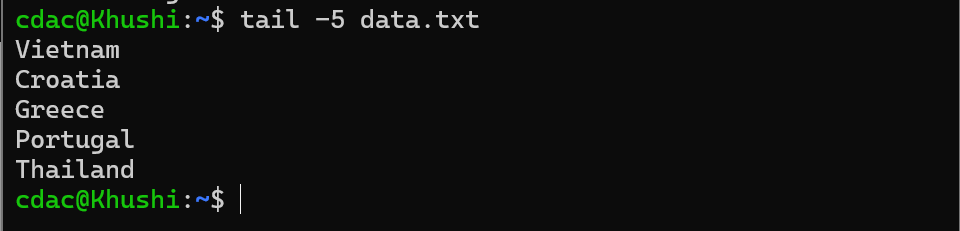 cdac@Khushi:~$ tail -5 data.txt
Vietnam
Croatia
Greece
Portugal
Thailand
cdac@Khushi:~$